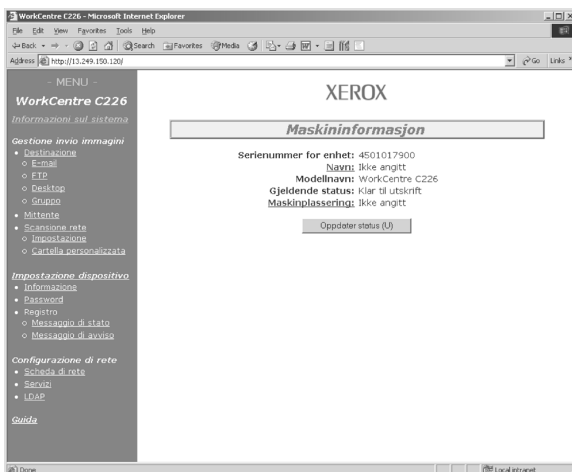 WorkCentre C226 - Microsoft Internet Explorer
File Edit View Favorites Tools Help
Back Search Favorites Media
Address http://13.249.150.120/ Go Links
- MENU -
WorkCentre C226
Informazioni sul sistema
Gestione invio immagini
Destinazione
E-mail
FTP
Desktop
Gruppo
Mittente
Scansione rete
Impostazione
Cartella personalizzata
Impostazione dispositivo
Informazione
Password
Registro
Messaggio di stato
Messaggio di avviso
Configurazione di rete
Scheda di rete
Servizi
LDAP
Guida
XEROX
Maskininformasjon
Serienummer for enhet: 4501017900
Navn: Ikke angitt
Modellnavn: WorkCentre C226
Gjeldende status: Klar til utskrift
Maskinplassering: Ikke angitt
Oppdater status (U)
Done Local intranet